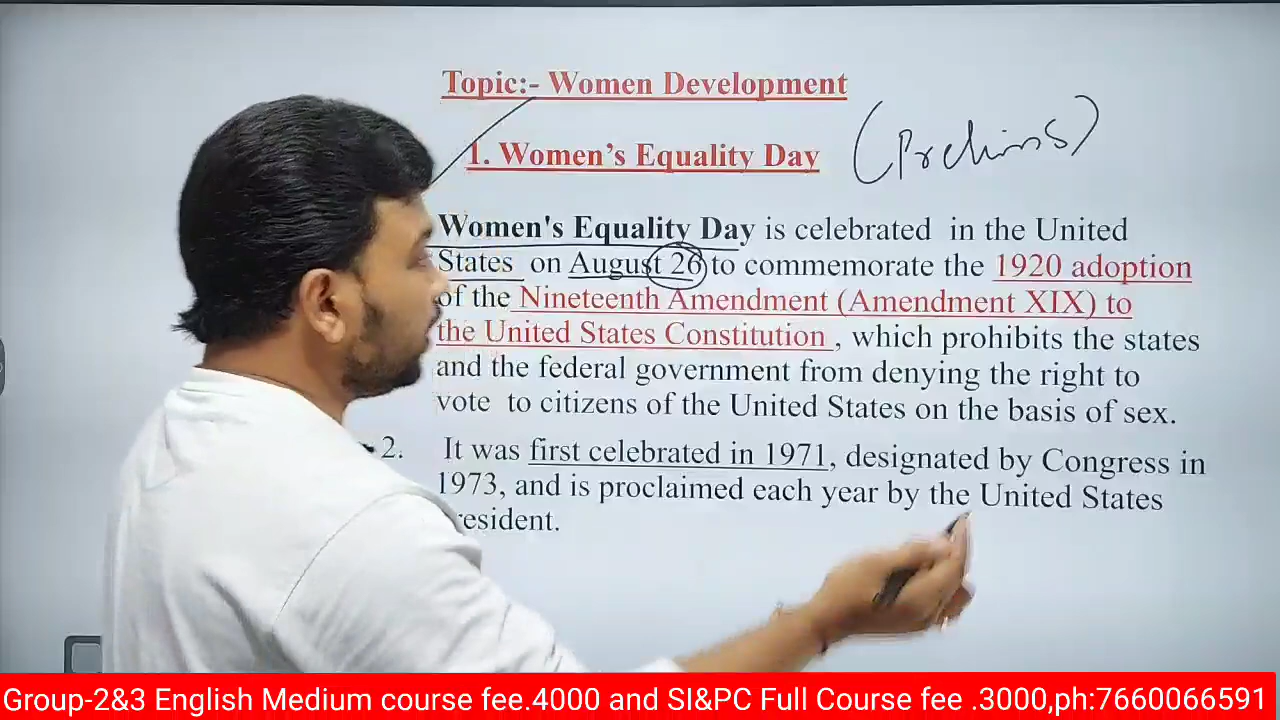 Topic:- Women Development
1. Women’s Equality Day
(Prelims)
Women's Equality Day is celebrated in the United
States on August 26 to commemorate the 1920 adoption
of the Nineteenth Amendment (Amendment XIX) to
the United States Constitution , which prohibits the states
and the federal government from denying the right to
vote to citizens of the United States on the basis of sex.
2. It was first celebrated in 1971, designated by Congress in
1973, and is proclaimed each year by the United States
resident.
Group-2&3 English Medium course fee.4000 and SI&PC Full Course fee .3000,ph:7660066591